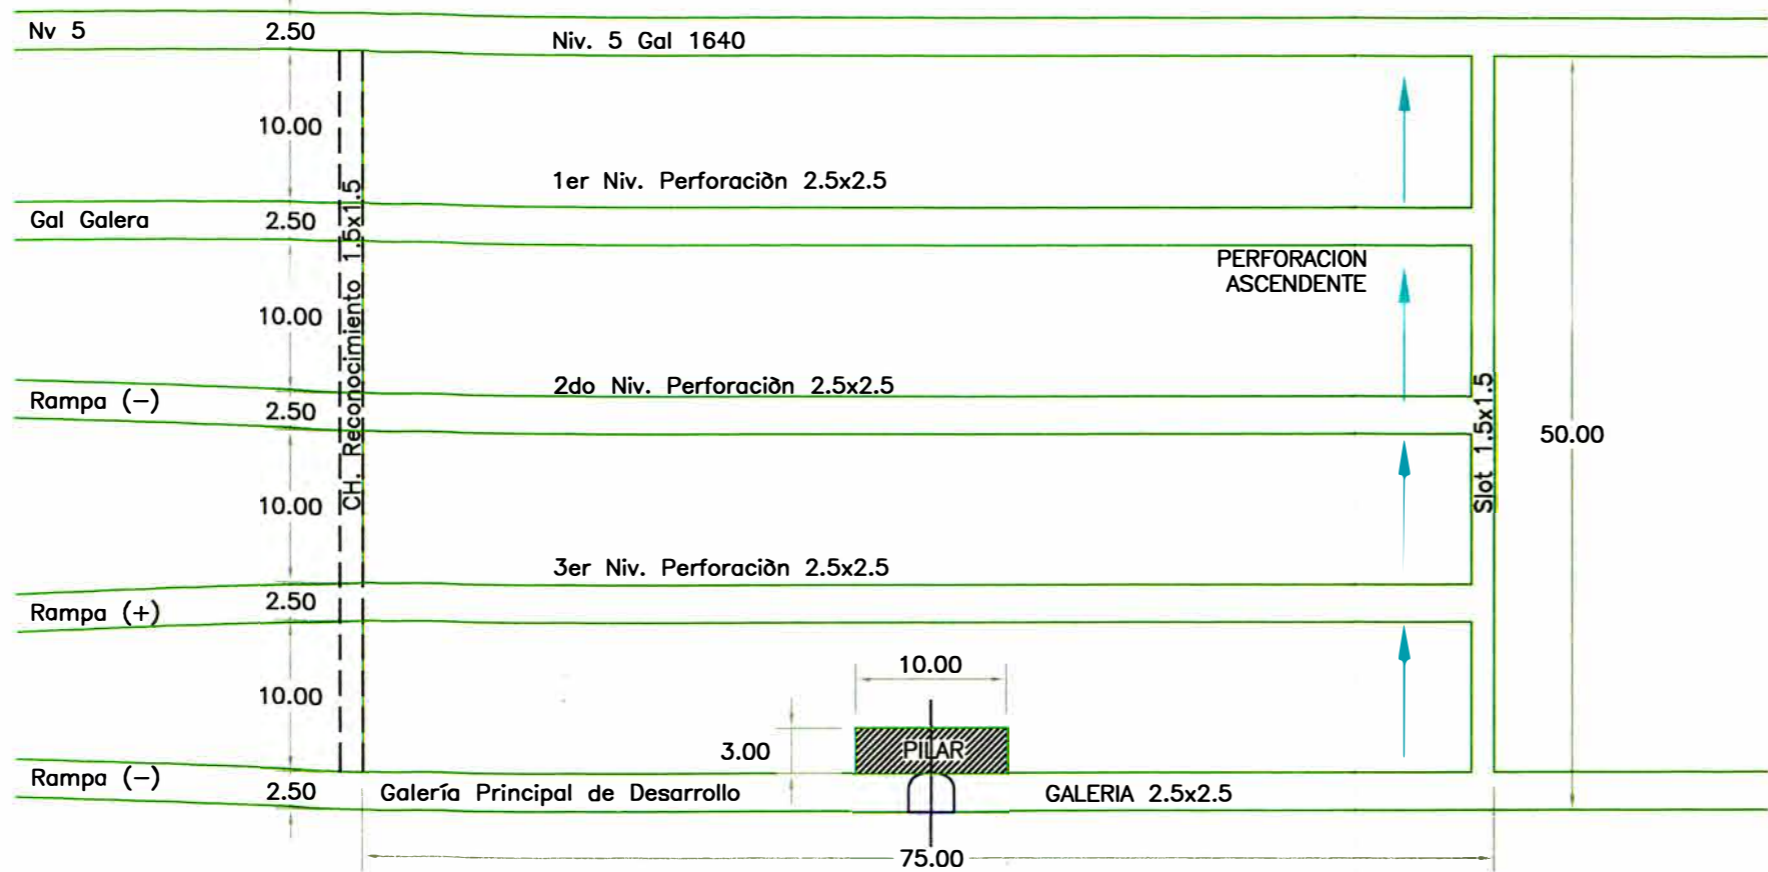 Nv 5
2.50
Niv. 5 Gal 1640
10.00
1er Niv. Perforaciðn 2.5x2.5
Gal Galera
2.50
CH. Reconocimiento 1.5x1.5
PERFORACION
ASCENDENTE
10.00
2do Niv. Perforaciðn 2.5x2.5
Rampa (-)
2.50
Slot 1.5x1.5
50.00
10.00
3er Niv. Perforaciðn 2.5x2.5
Rampa (+)
2.50
10.00
10.00
3.00
PILAR
Rampa (-)
2.50
Galería Principal de Desarrollo
GALERIA 2.5x2.5
75.00